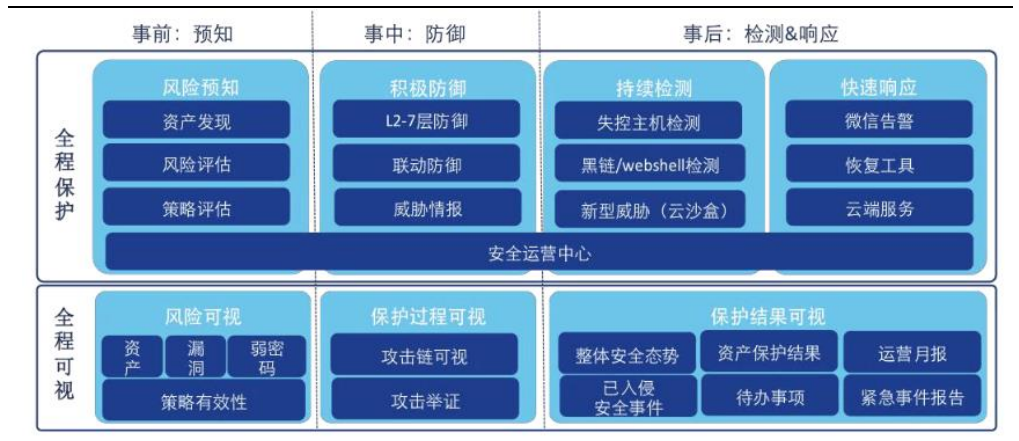 事前：预知
事中：防御
事后：检测&响应
全程保护
风险预知
资产发现
风险评估
策略评估
积极防御
L2-7层防御
联动防御
威胁情报
持续检测
失控主机检测
黑链/webshell检测
新型威胁（云沙盒）
快速响应
微信告警
恢复工具
云端服务
安全运营中心
全程可视
风险可视
资产
漏洞
弱密码
策略有效性
保护过程可视
攻击链可视
攻击举证
保护结果可视
整体安全态势
资产保护结果
运营月报
已入侵
安全事件
待办事项
紧急事件报告